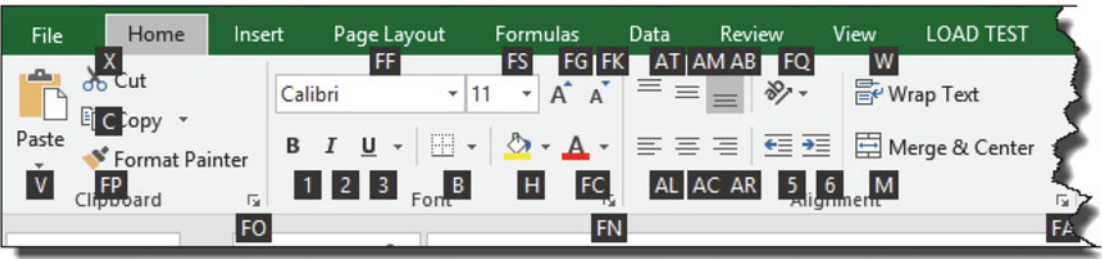 File Home Insert Page Layout Formulas Data Review View LOAD TEST
X FF FS FG FK AT AM AB FQ W
Cut Calibri 11 A A ab Wrap Text
C Copy
Paste B I U A Merge & Center
Format Painter
V FP 1 2 3 B H FC AL AC AR 5 6 M
Clipboard Font Alignment
FO FN FA